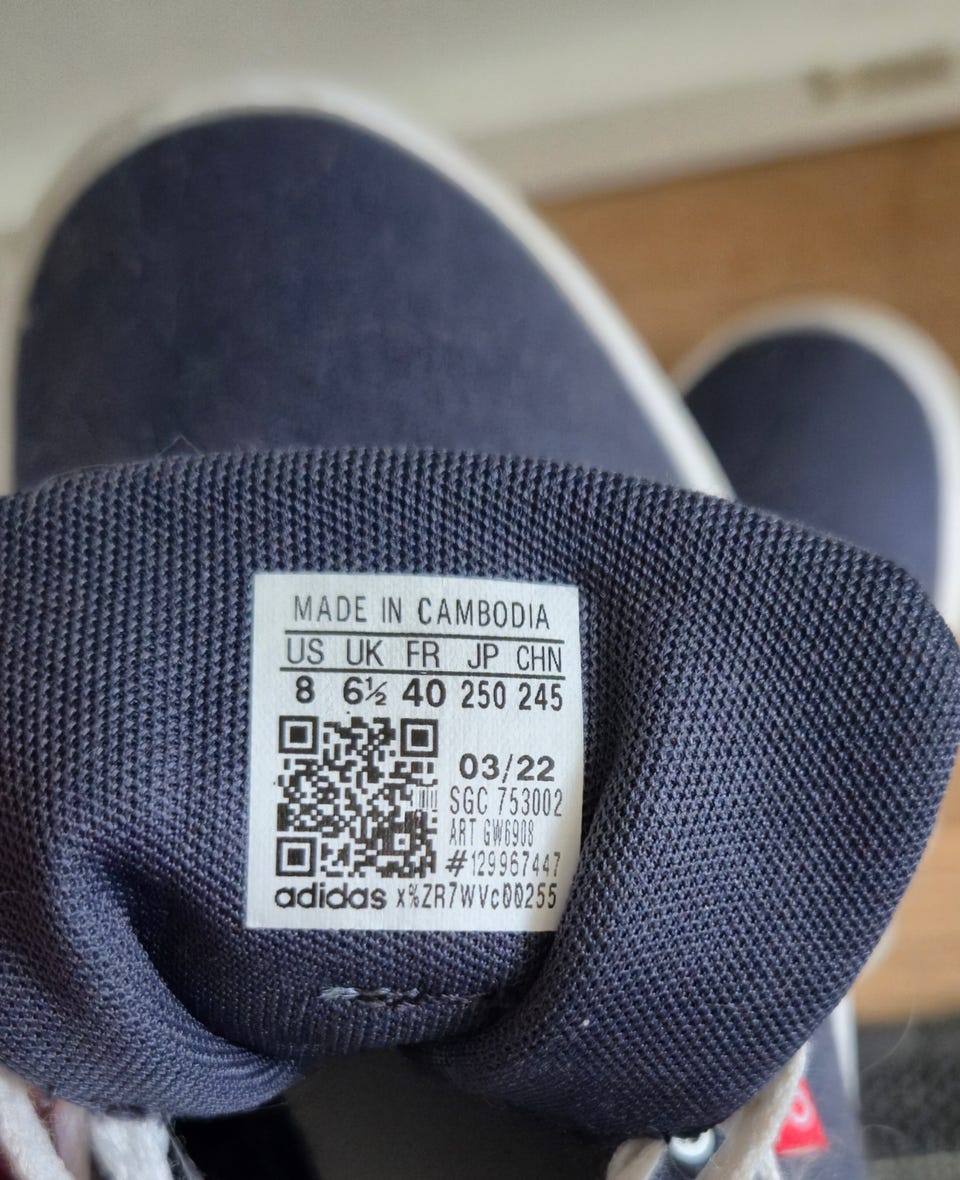 MADE IN CAMBODIA
US UK FR JP CHN
8 6½ 40 250 245
03/22
SGC 753002
ART GW6908
#129967447
adidas x%ZR7WVc00255